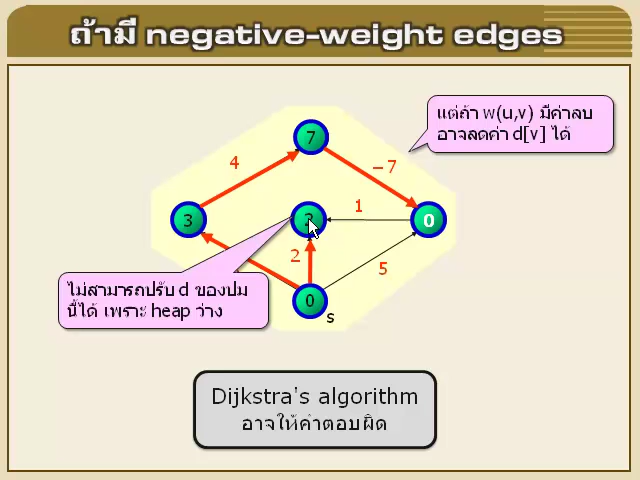 ถ้ามี negative-weight edges
แต่ถ้า w(u,v) มีค่าลบ
อาจลดค่า d[v] ได้
7
4
–7
1
3
0
2
5
ไม่สามารถปรับ d ของปม
นี้ได้ เพราะ heap ว่าง
0
s
Dijkstra's algorithm
อาจให้คำตอบผิด